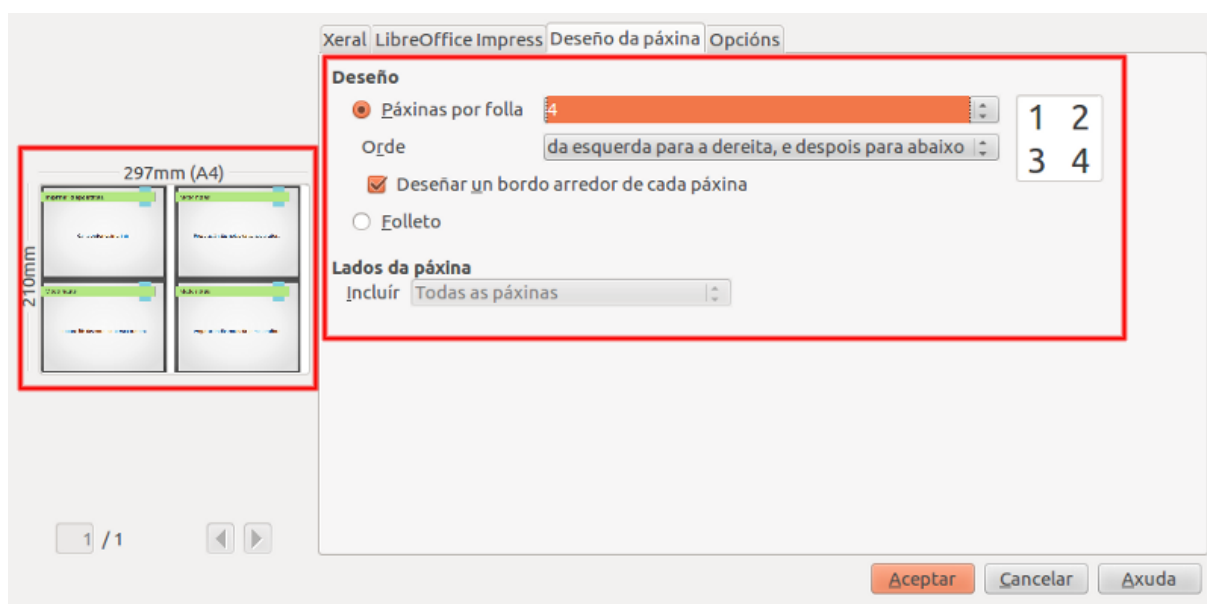 Xeral LibreOffice Impress Deseño da páxina Opcións
Deseño
Páxinas por folla 4
1 2
Orde da esquerda para a dereita, e despois para abaixo
3 4
Deseñar un bordo arredor de cada páxina
Folleto
Lados da páxina
Incluír Todas as páxinas
297mm (A4)
210mm
1 / 1
Aceptar Cancelar Axuda